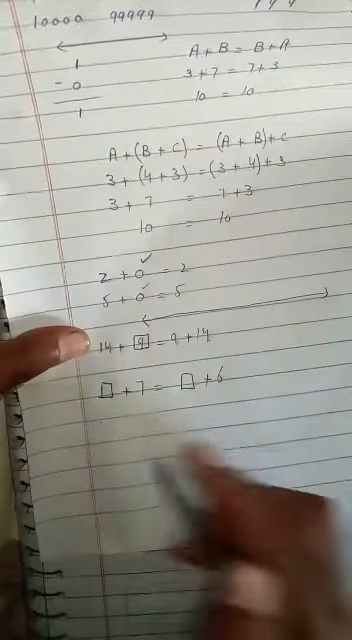 10000 99999
1
- 0
1
A + B = B + A
3 + 7 = 7 + 3
10 = 10
A + (B + C) = (A + B) + C
3 + (4 + 3) = (3 + 4) + 3
3 + 7 = 7 + 3
10 = 10
2 + 0 = 2
5 + 0 = 5
14 + 9 = 9 + 14
□ + 7 = □ + 6